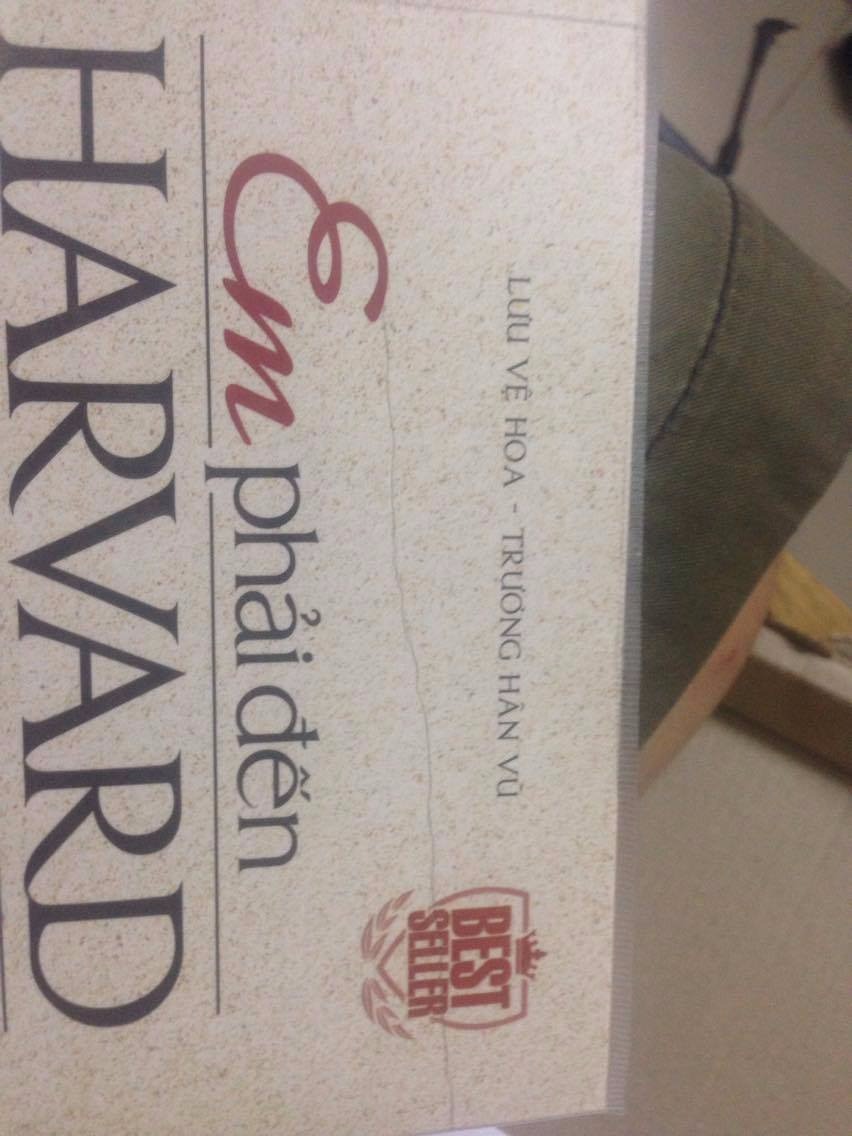 LƯU VỆ HOA - TRƯƠNG HÂN VŨ
BEST
SELLER
Em phải đến
HARVARD